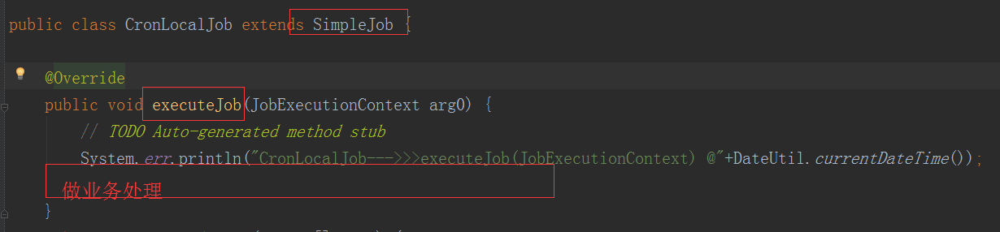 public class CronLocalJob extends SimpleJob {
@Override
public void executeJob(JobExecutionContext arg0) {
// TODO Auto-generated method stub
System.err.println("CronLocalJob--->>>executeJob(JobExecutionContext) @"+DateUtil.currentDateTime());
做业务处理
}